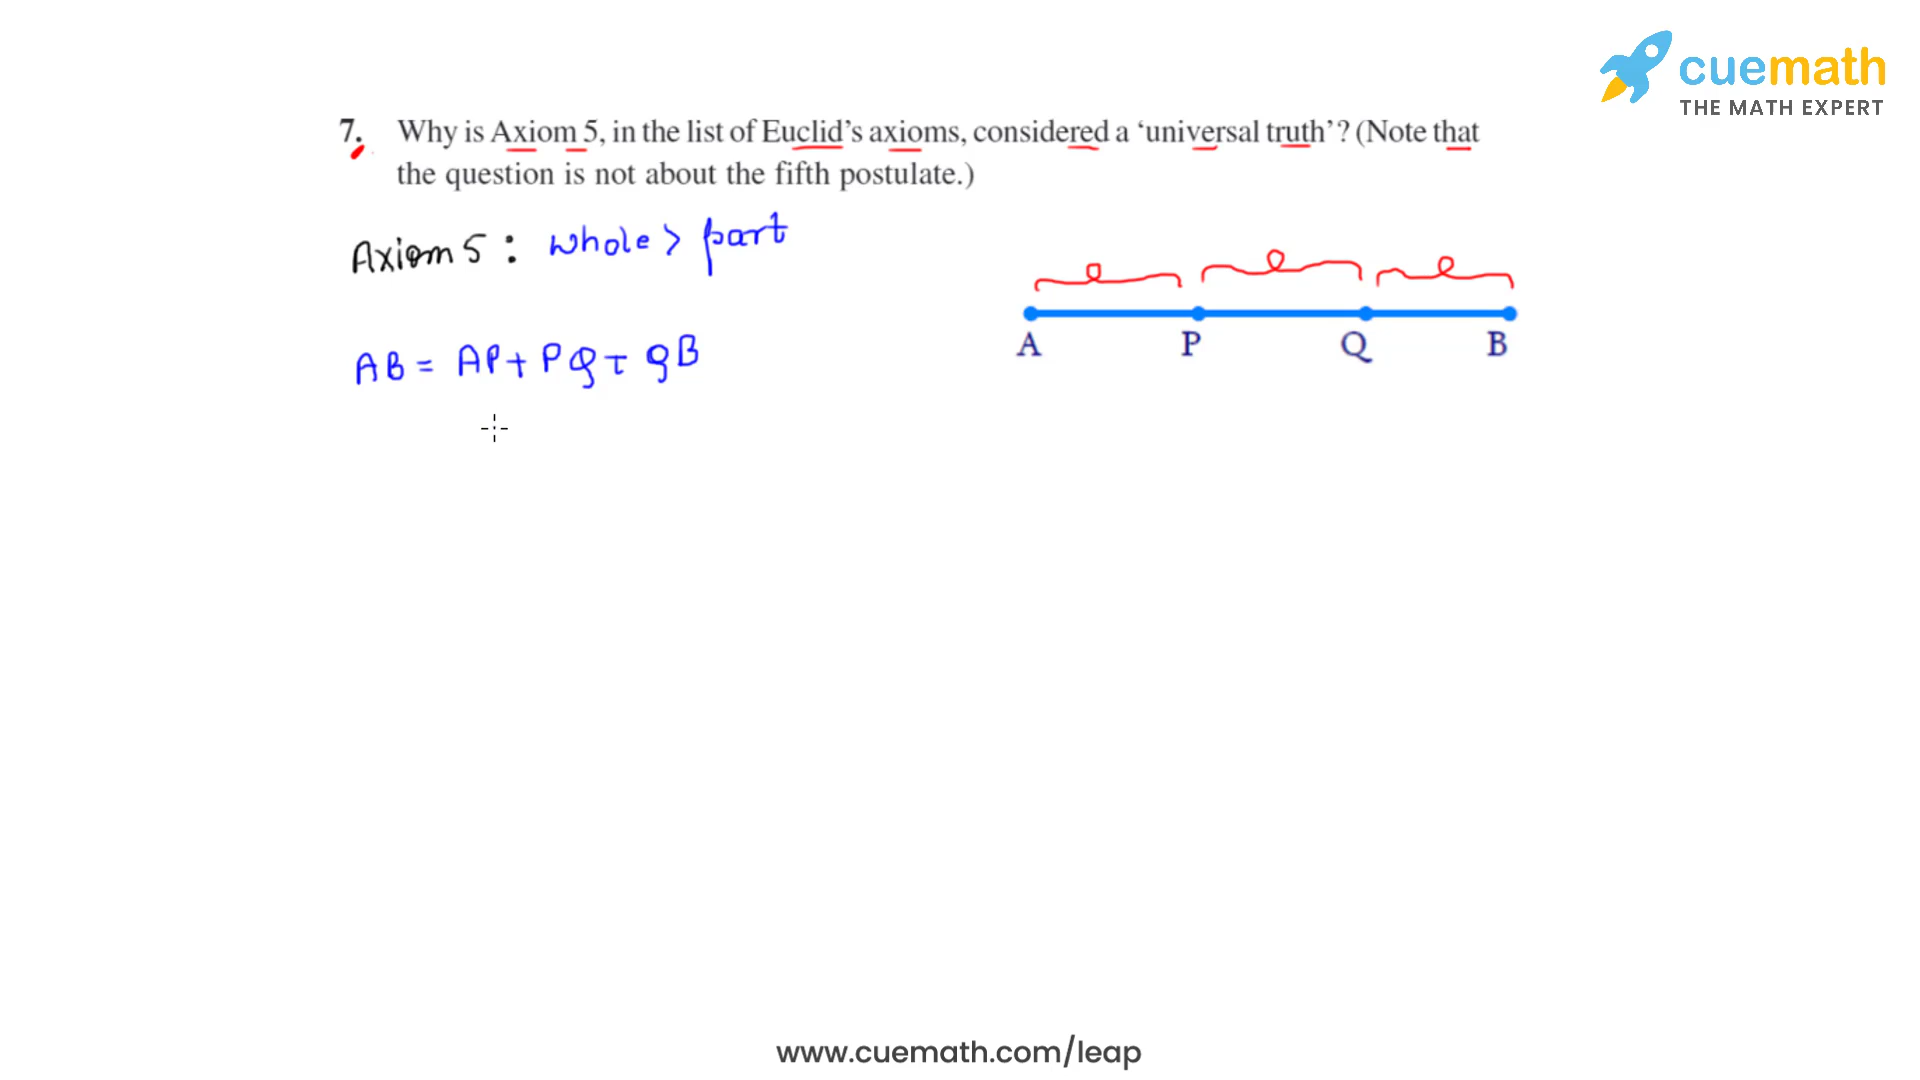 cuemath
THE MATH EXPERT
7. Why is Axiom 5, in the list of Euclid's axioms, considered a 'universal truth'? (Note that
the question is not about the fifth postulate.)
Axiom 5 : whole > part
A P Q B
AB = AP + PQ + QB
www.cuemath.com/leap